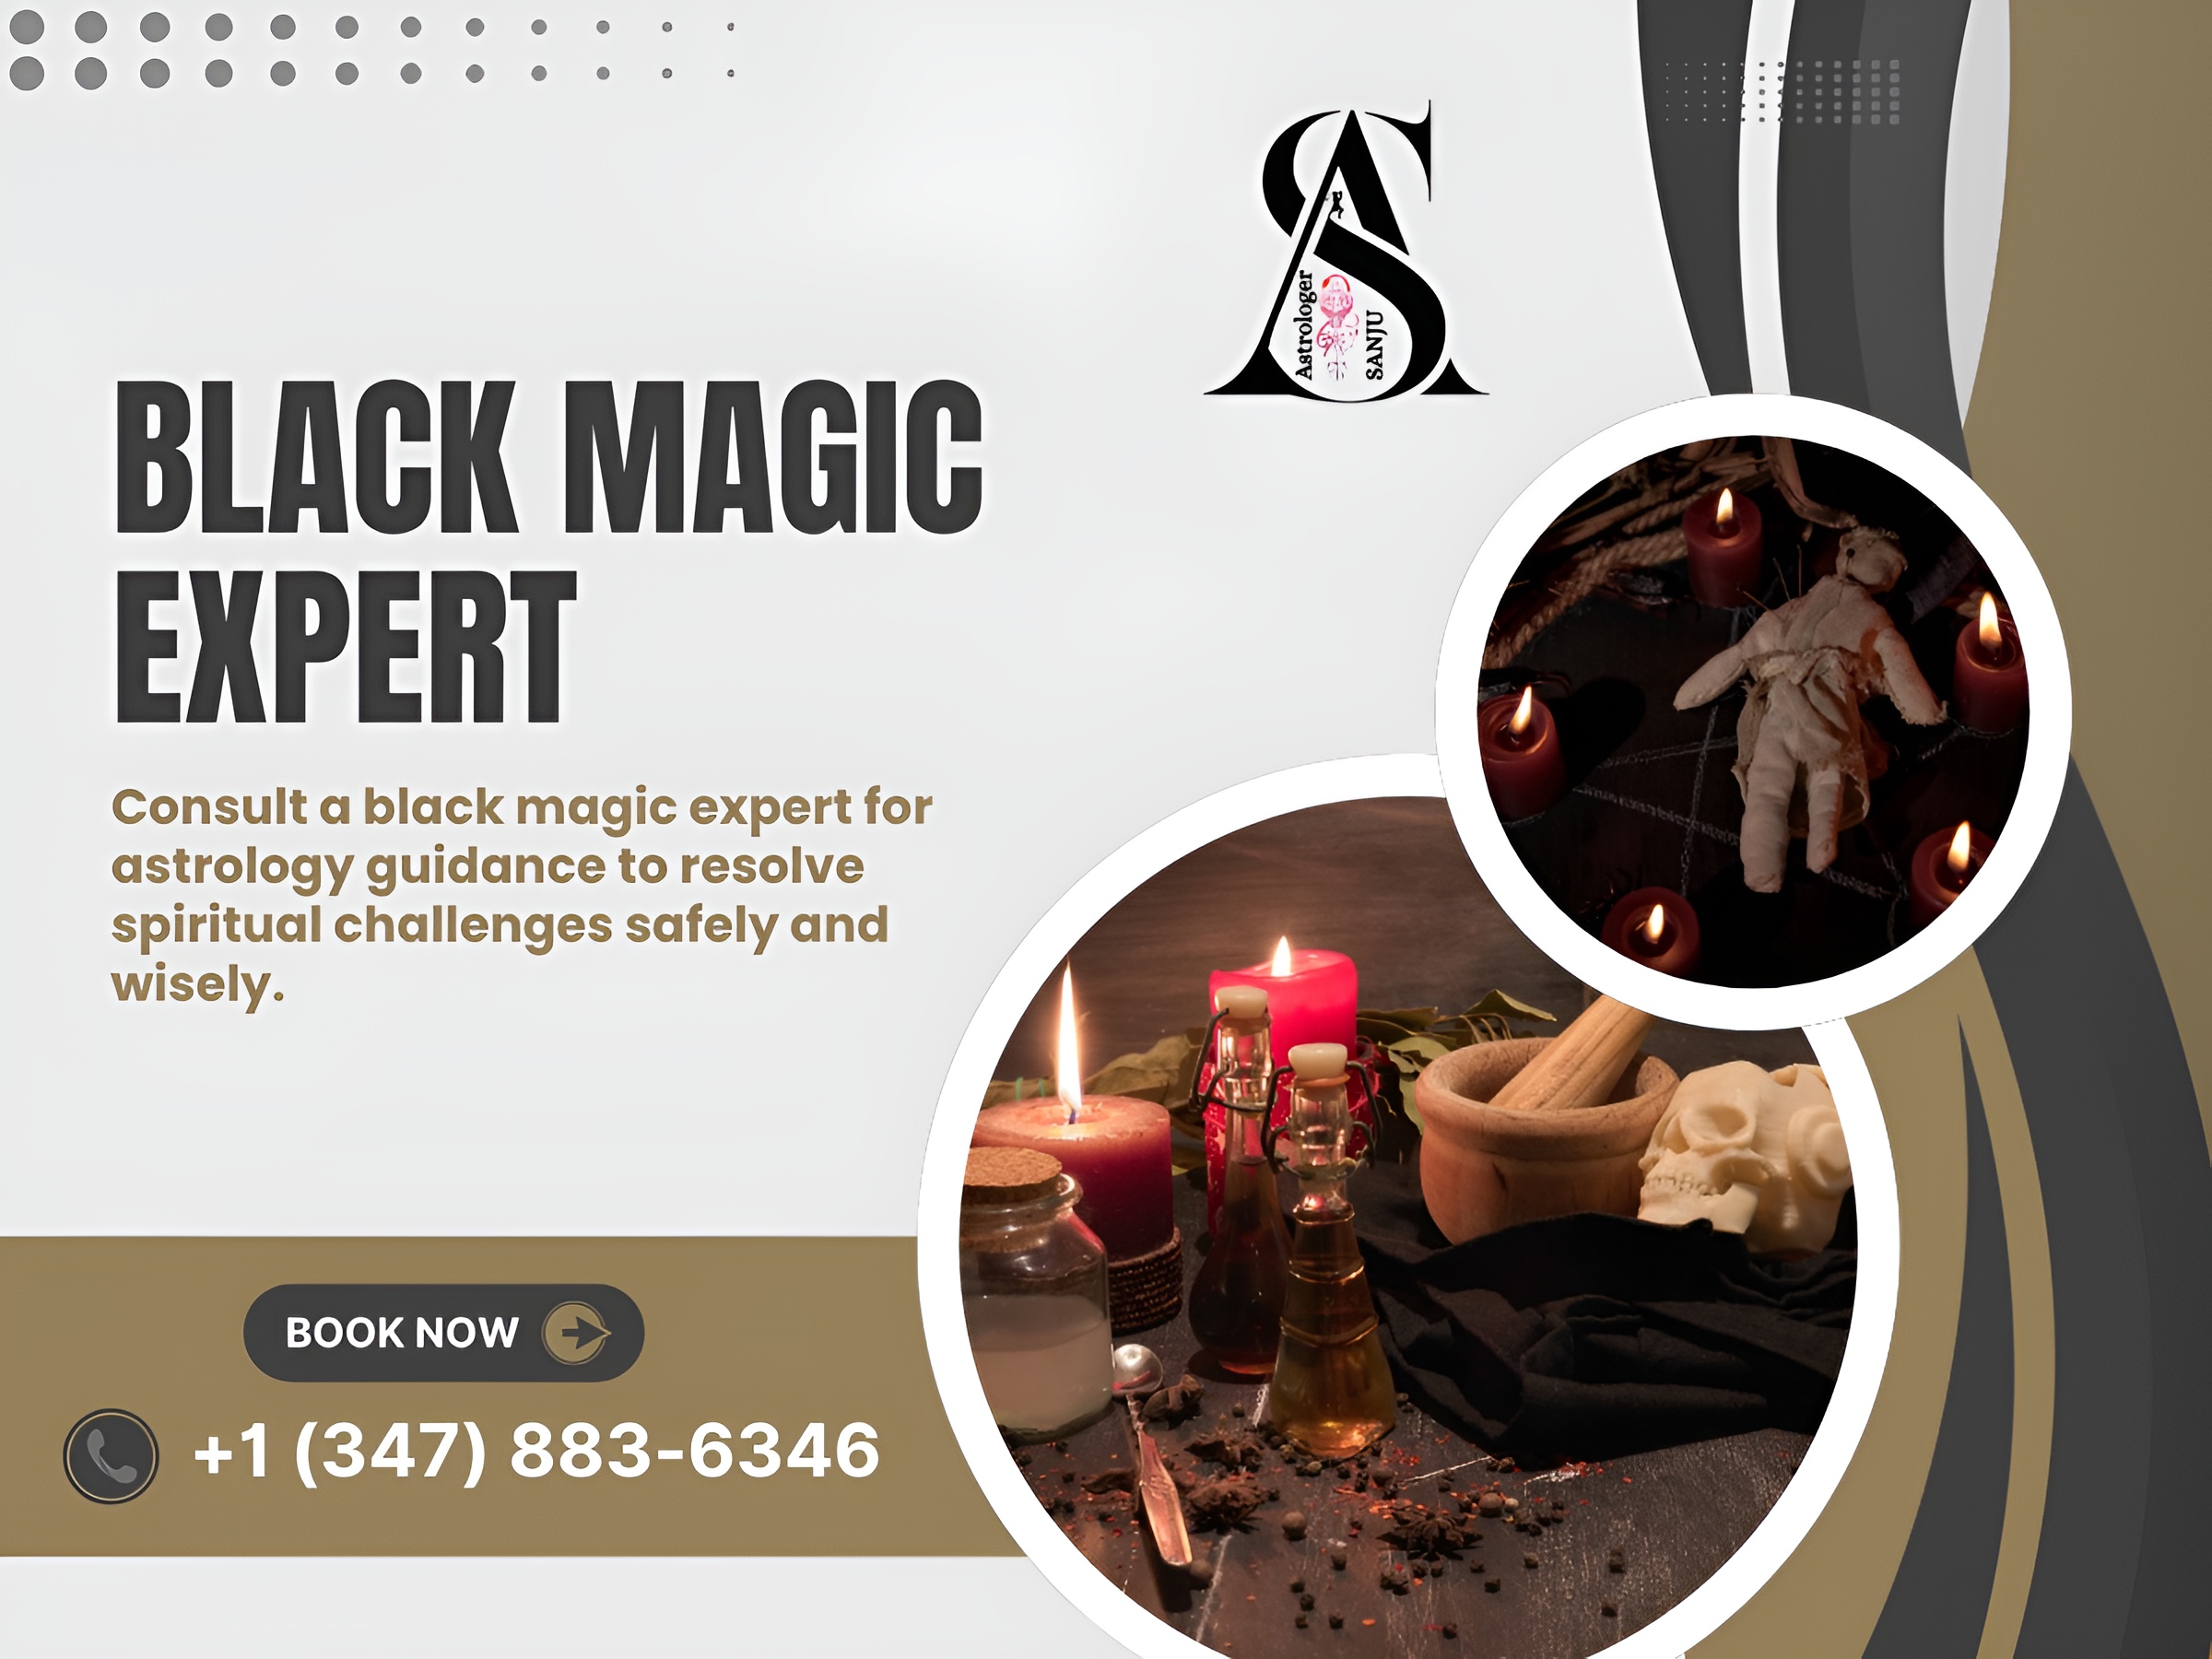 Astrologer
SANJU
BLACK MAGIC
EXPERT
Consult a black magic expert for
astrology guidance to resolve
spiritual challenges safely and
wisely.
BOOK NOW
+1 (347) 883-6346